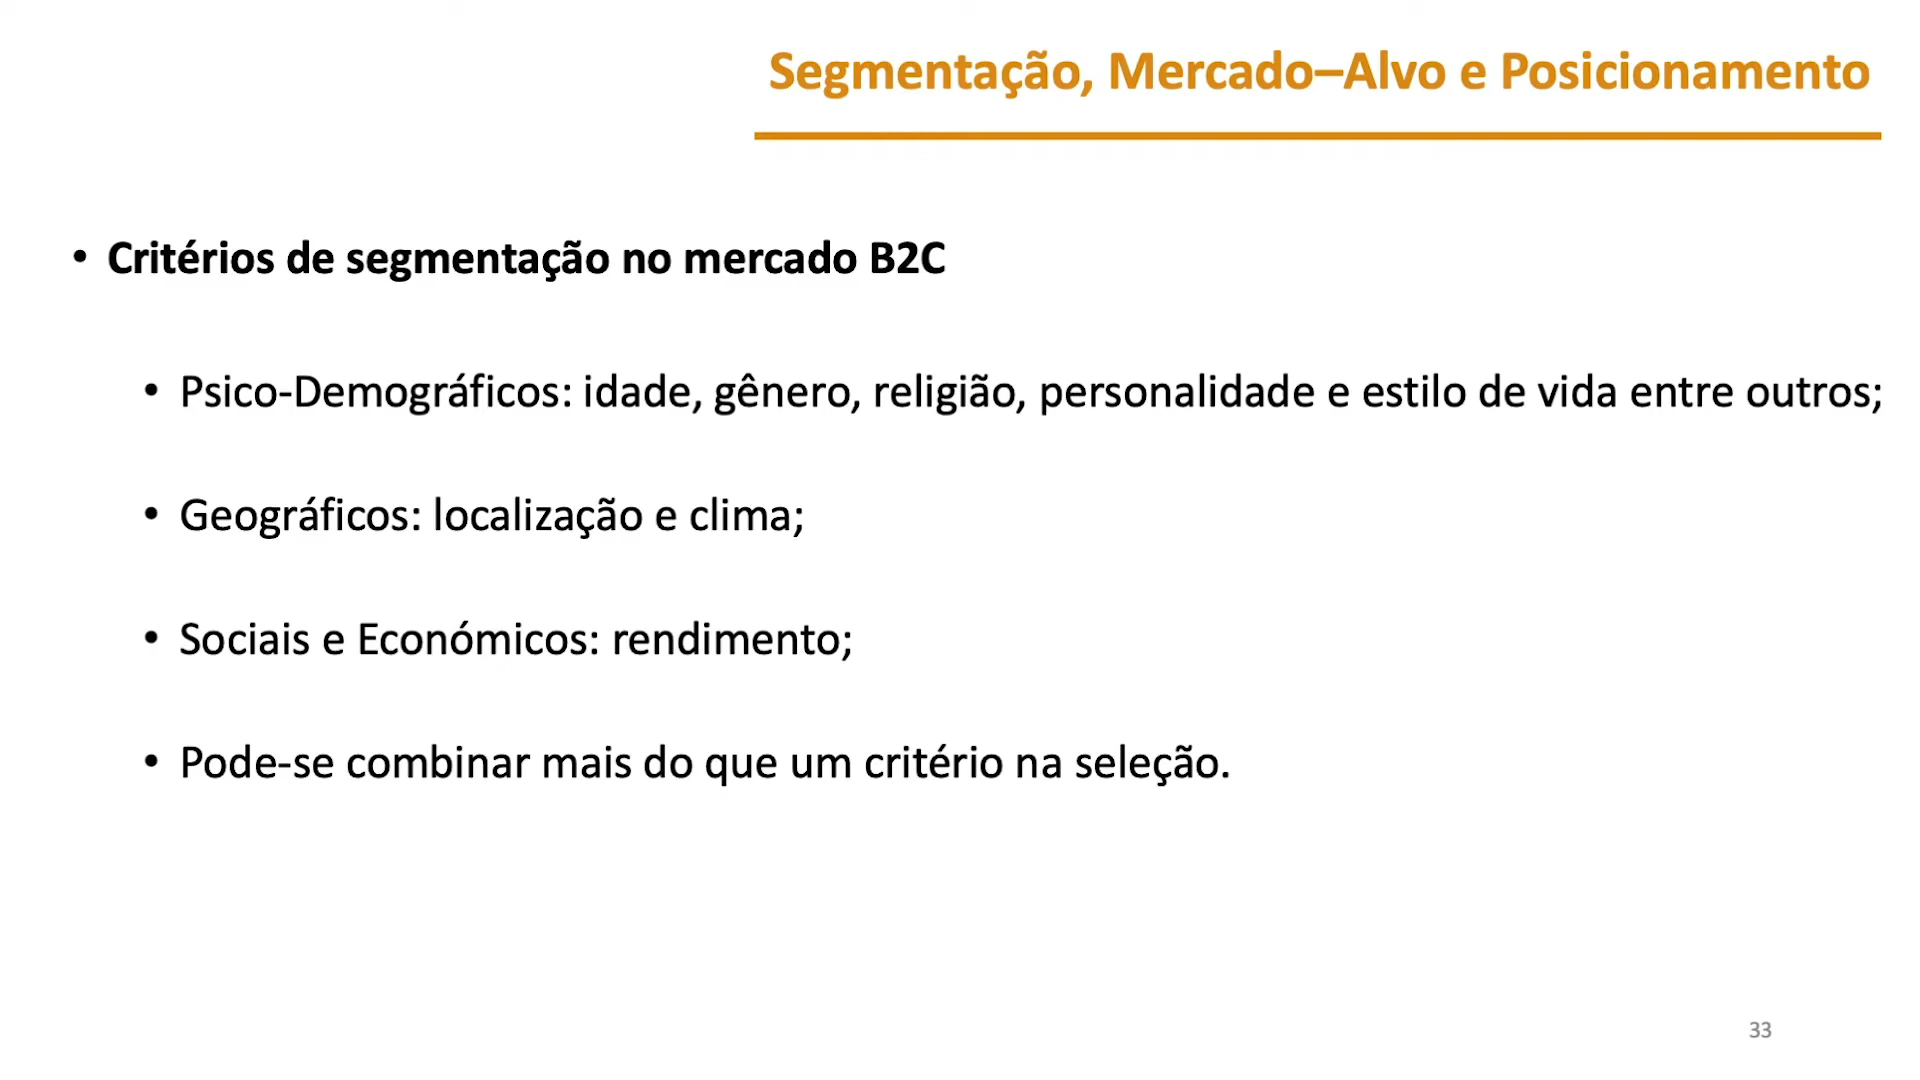 Segmentação, Mercado–Alvo e Posicionamento
• Critérios de segmentação no mercado B2C
• Psico-Demográficos: idade, gênero, religião, personalidade e estilo de vida entre outros;
• Geográficos: localização e clima;
• Sociais e Económicos: rendimento;
• Pode-se combinar mais do que um critério na seleção.
33